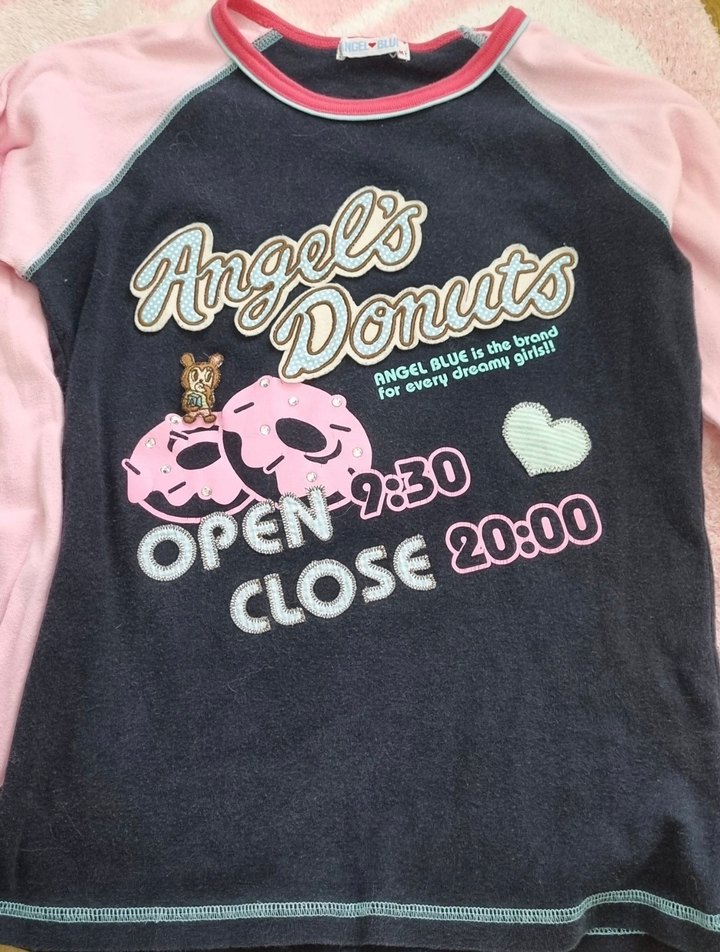 ANGEL♥BLUE
Angel's
Donuts
ANGEL BLUE is the brand
for every dreamy girls!!
OPEN 9:30
CLOSE 20:00